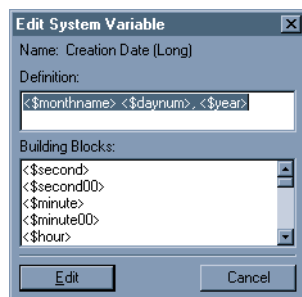 Edit System Variable
Name: Creation Date (Long)
Definition:
<$monthname> <$daynum>, <$year>
Building Blocks:
<$second>
<$second00>
<$minute>
<$minute00>
<$hour>
Edit
Cancel